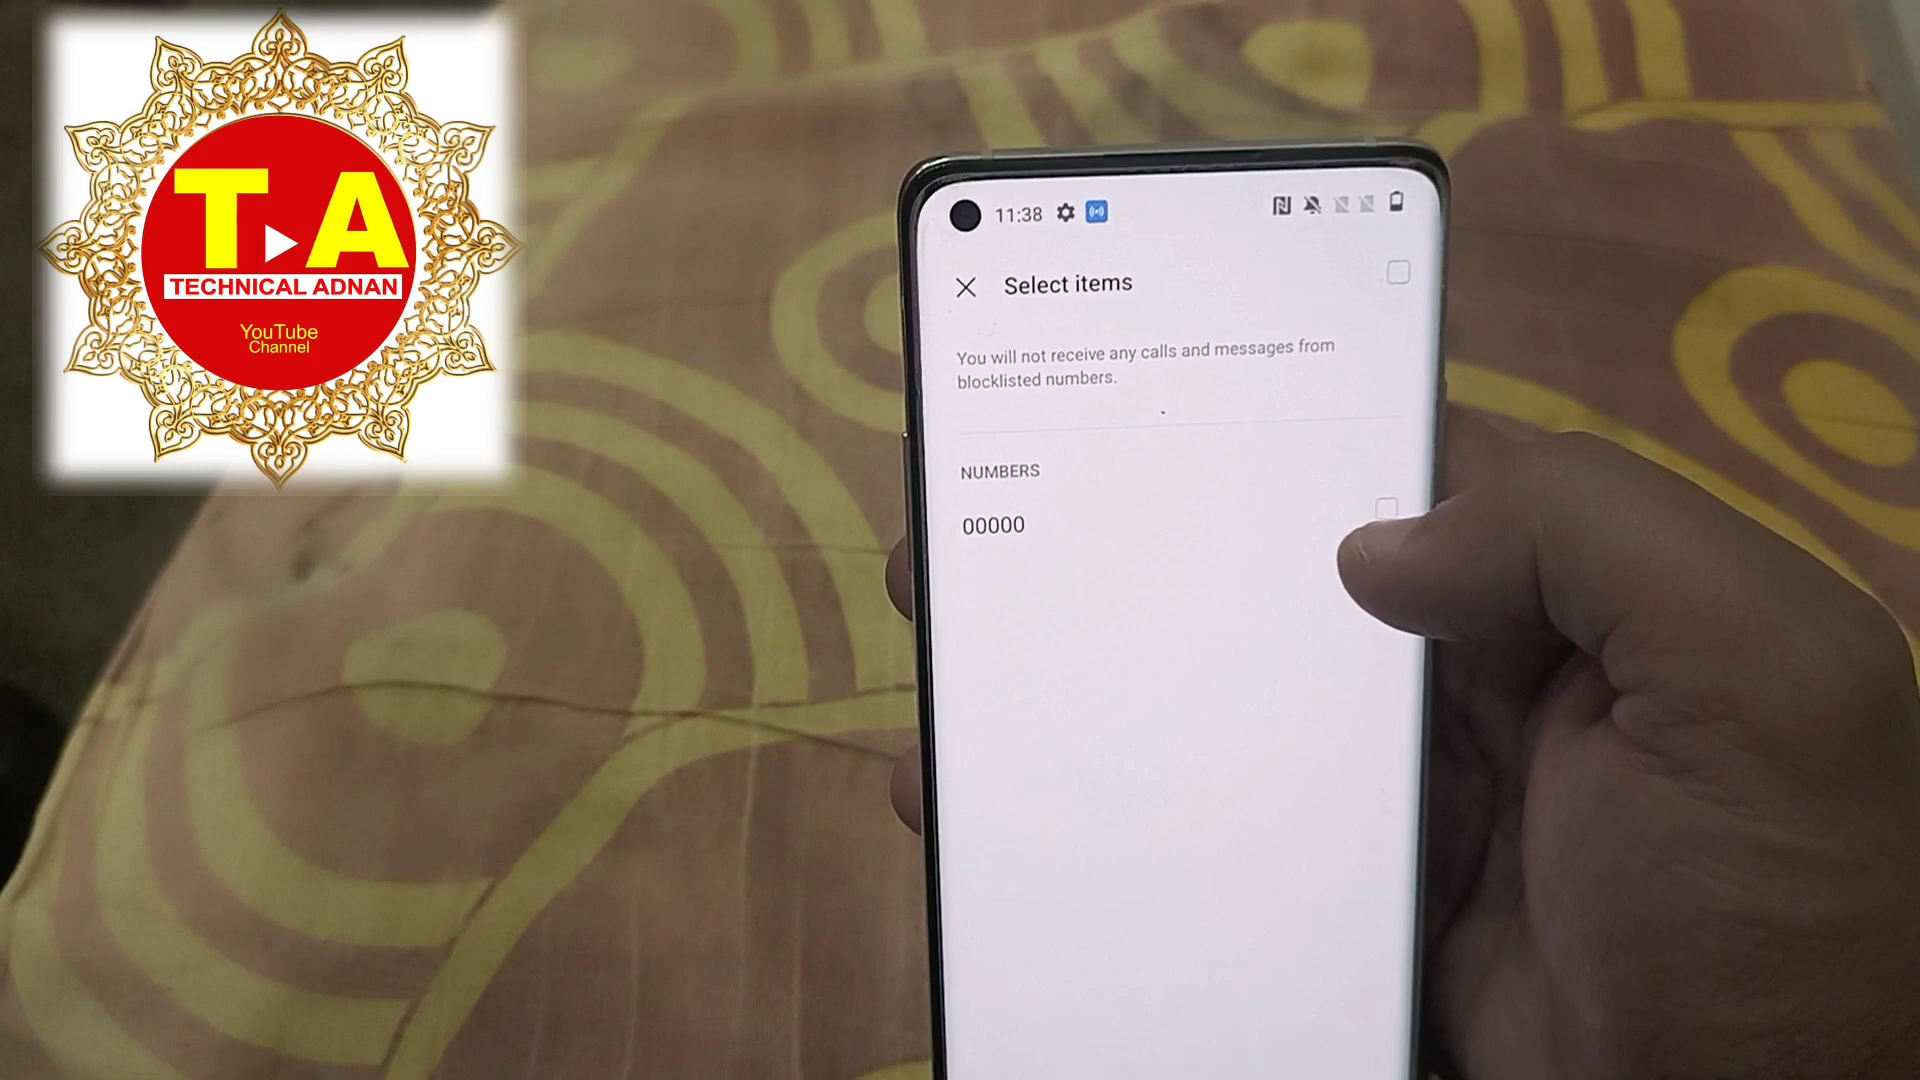 T A
TECHNICAL ADNAN
YouTube
Channel
11:38
Select items
You will not receive any calls and messages from
blocklisted numbers.
NUMBERS
00000